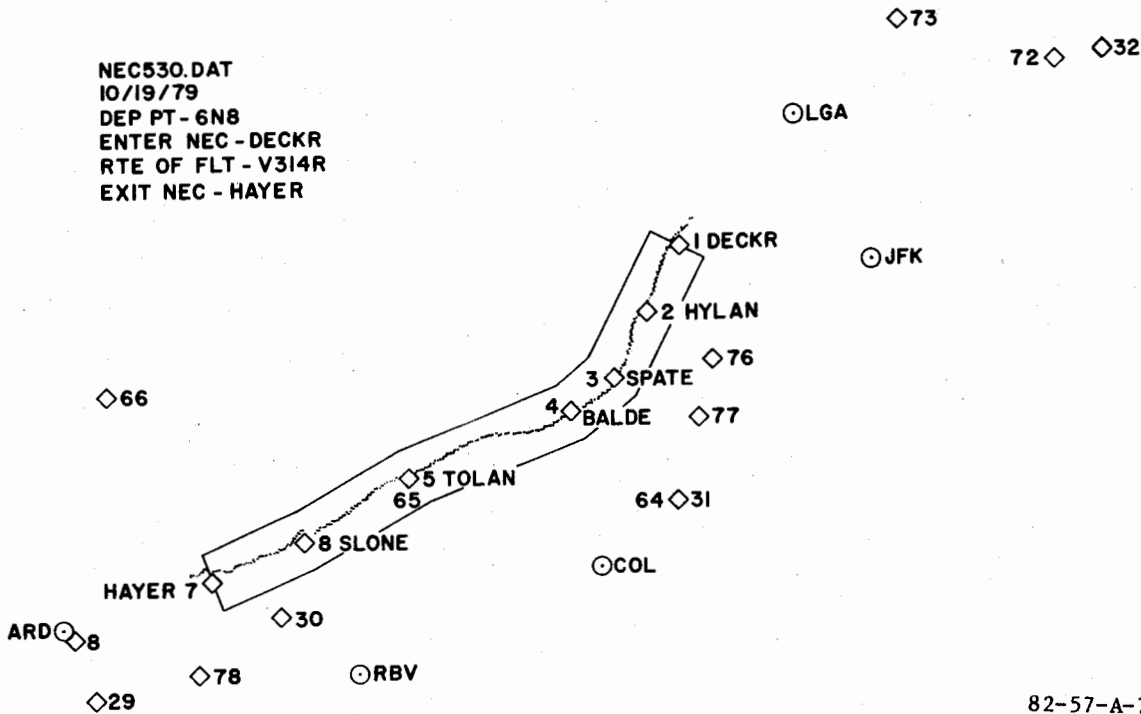 73
72
32
NEC530.DAT
10/19/79
DEP PT - 6N8
ENTER NEC - DECKR
RTE OF FLT - V314R
EXIT NEC - HAYER
LGA
1 DECKR
JFK
2 HYLAN
76
3 SPATE
66
4 BALDE
77
5 TOLAN
65
64 31
8 SLONE
COL
HAYER 7
30
ARD 8
78
RBV
29
82-57-A-